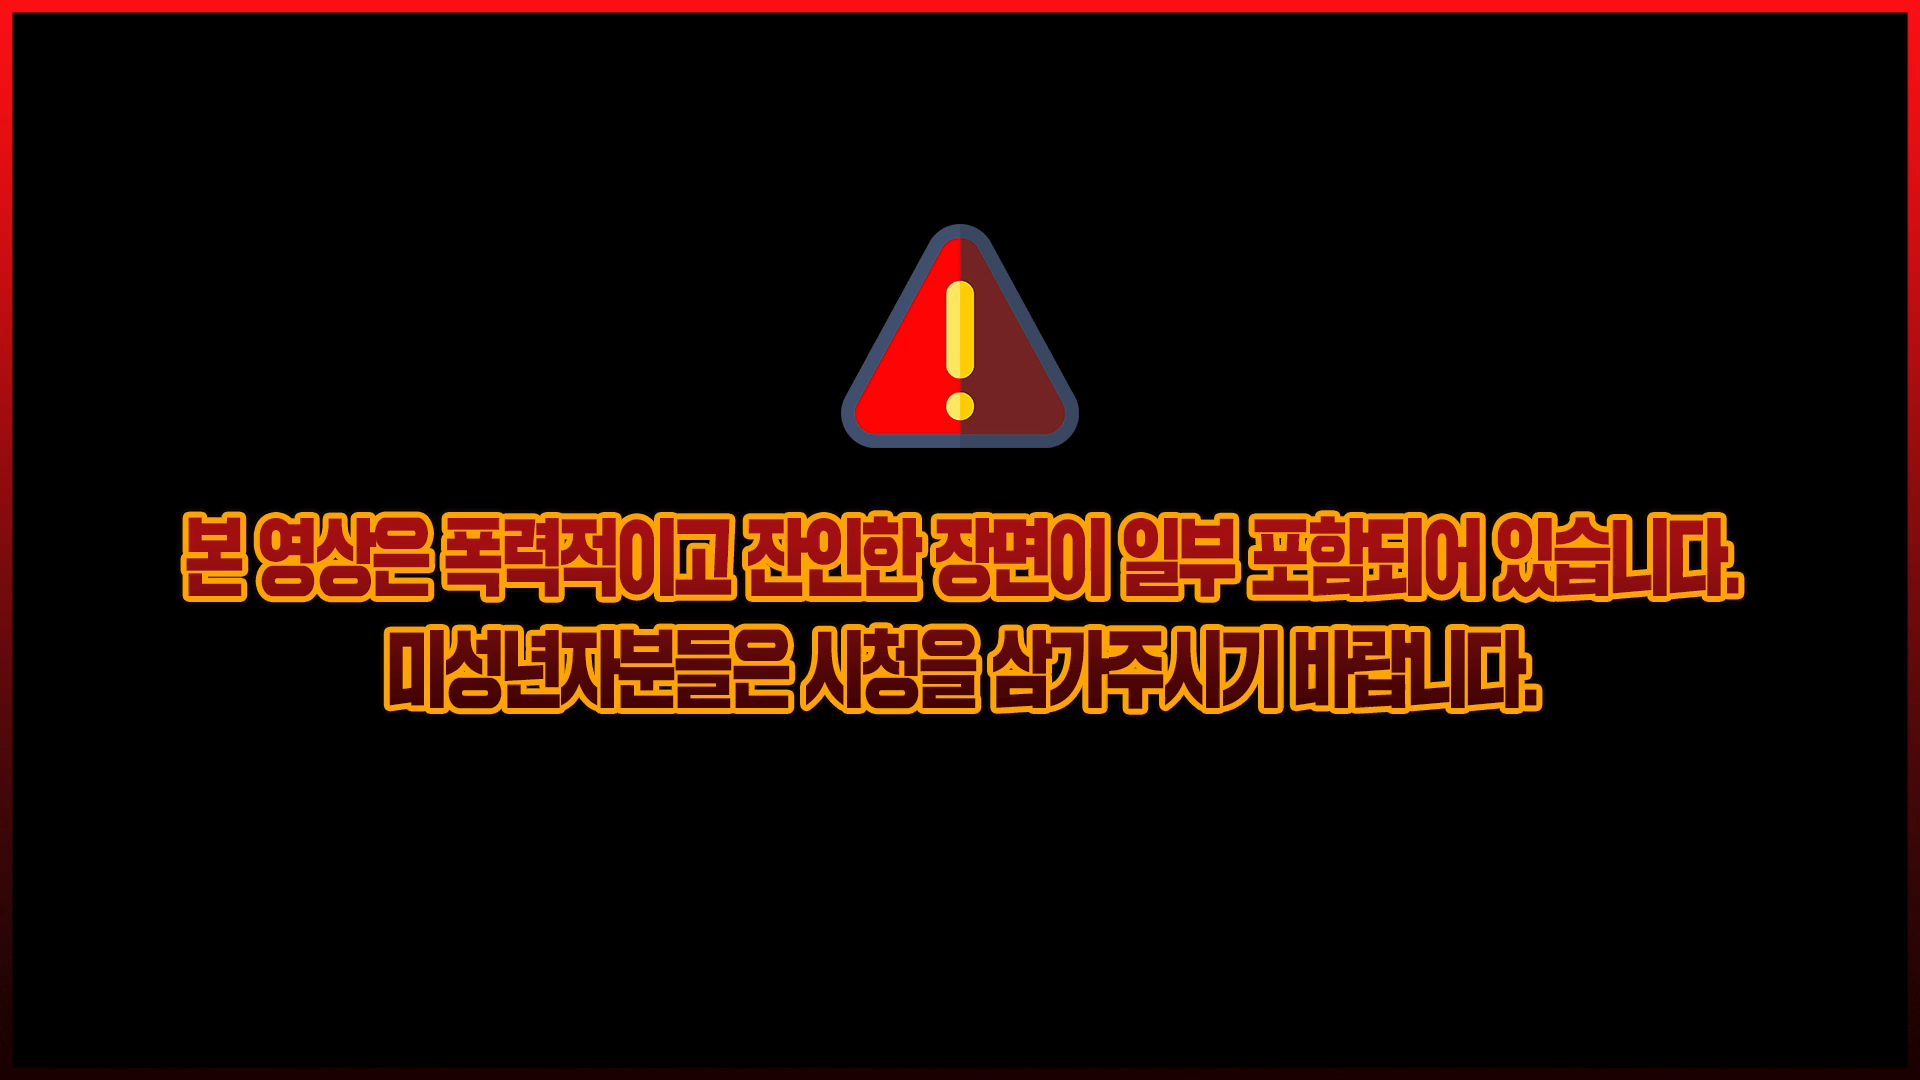 본 영상은 폭력적이고 잔인한 장면이 일부 포함되어 있습니다.
미성년자분들은 시청을 삼가주시기 바랍니다.